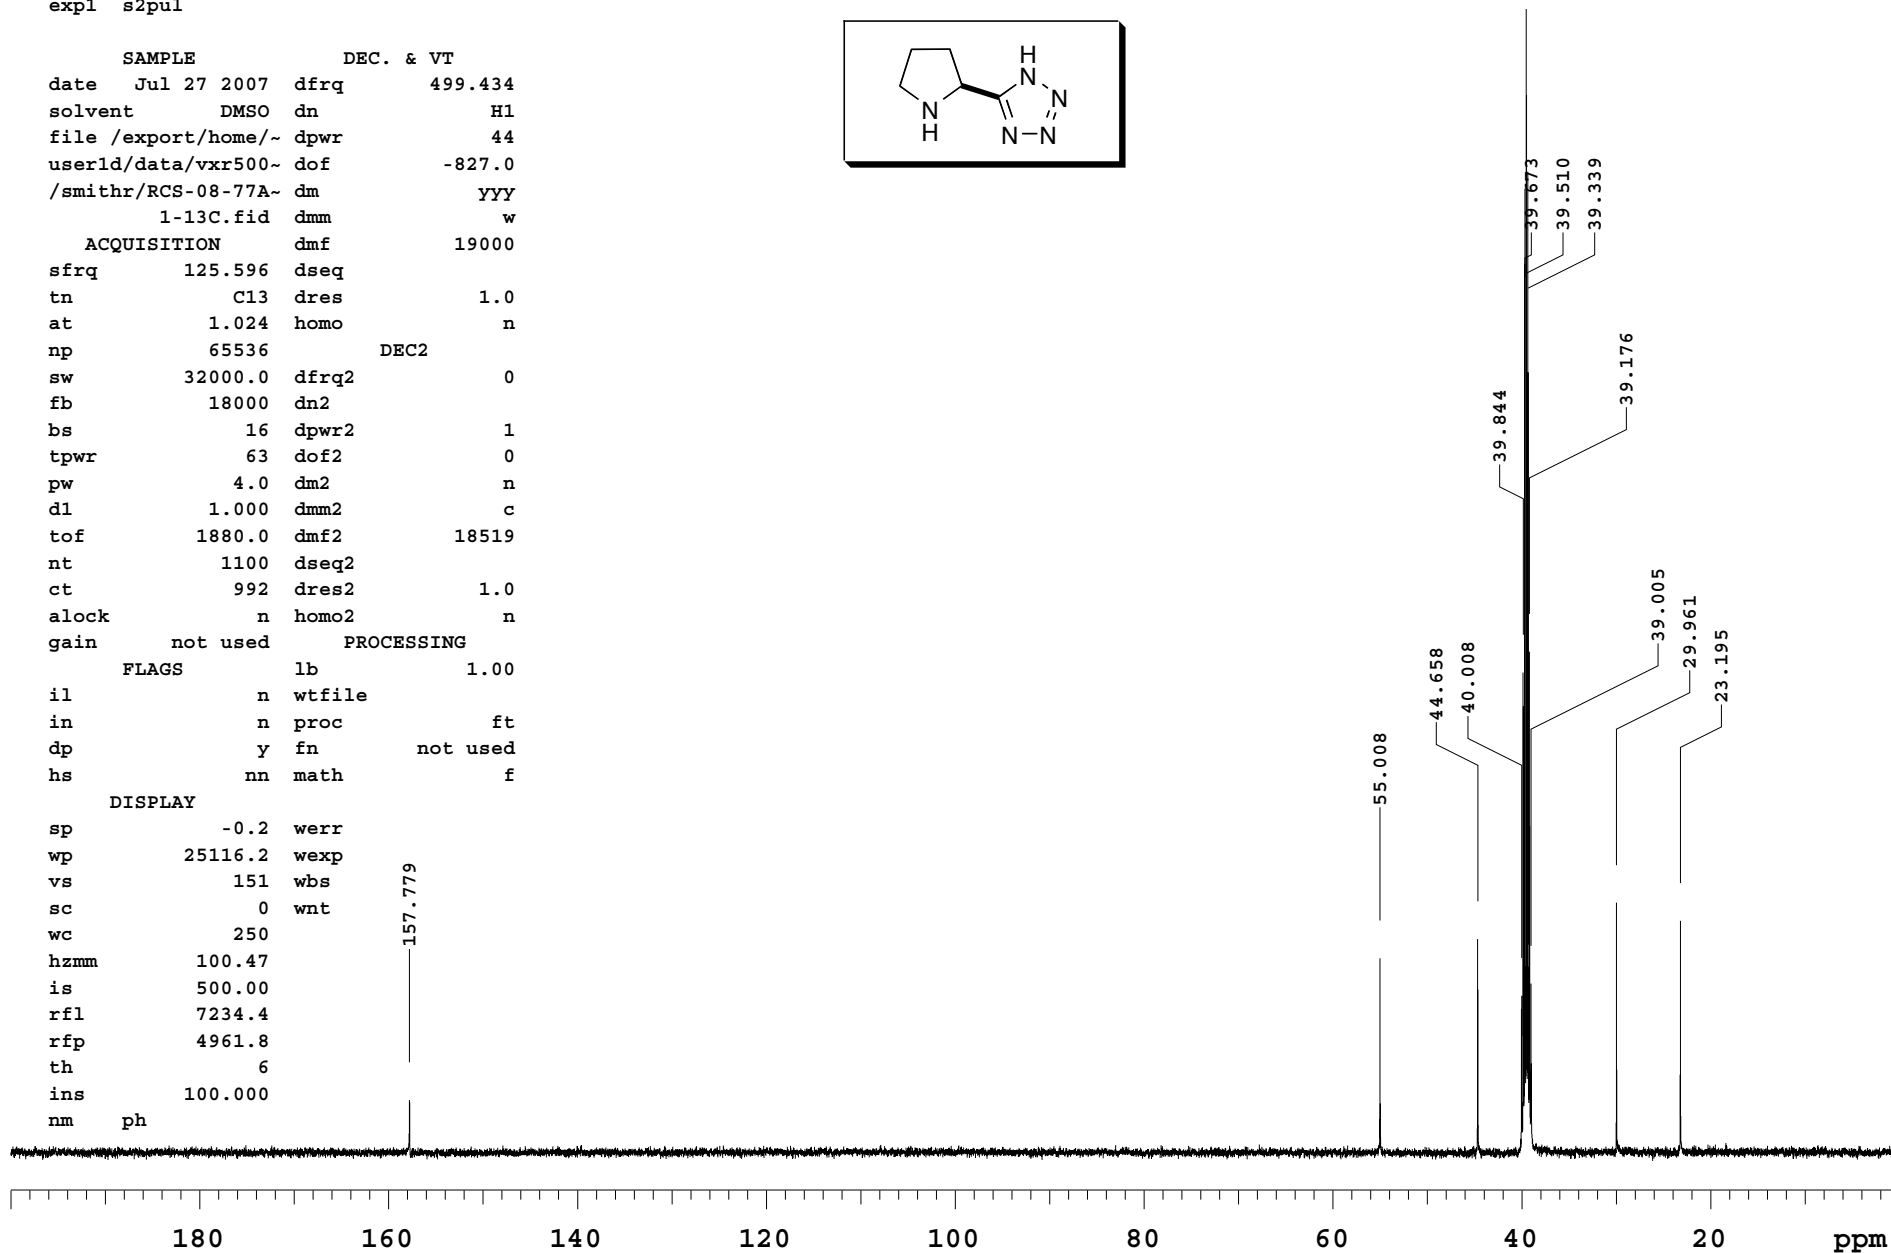 exp1 s2pul
SAMPLE DEC. & VT
date Jul 27 2007 dfrq 499.434
solvent DMSO dn H1
file /export/home/~ dpwr 44
user1d/data/vxr500~ dof -827.0
/smithr/RCS-08-77A~ dm yyy
1-13C.fid dmm w
ACQUISITION dmf 19000
sfrq 125.596 dseq
tn C13 dres 1.0
at 1.024 homo n
np 65536 DEC2
sw 32000.0 dfrq2 0
fb 18000 dn2
bs 16 dpwr2 1
tpwr 63 dof2 0
pw 4.0 dm2 n
d1 1.000 dmm2 c
tof 1880.0 dmf2 18519
nt 1100 dseq2
ct 992 dres2 1.0
alock n homo2 n
gain not used PROCESSING
FLAGS lb 1.00
il n wtfile
in n proc ft
dp y fn not used
hs nn math f
DISPLAY
sp -0.2 werr
wp 25116.2 wexp
vs 151 wbs
sc 0 wnt
wc 250
hzmm 100.47
is 500.00
rfl 7234.4
rfp 4961.8
th 6
ins 100.000
nm ph
H
N
N
N
H
N
N
157.779
55.008
44.658
40.008
39.844
39.673
39.510
39.339
39.176
39.005
29.961
23.195
180 160 140 120 100 80 60 40 20 ppm